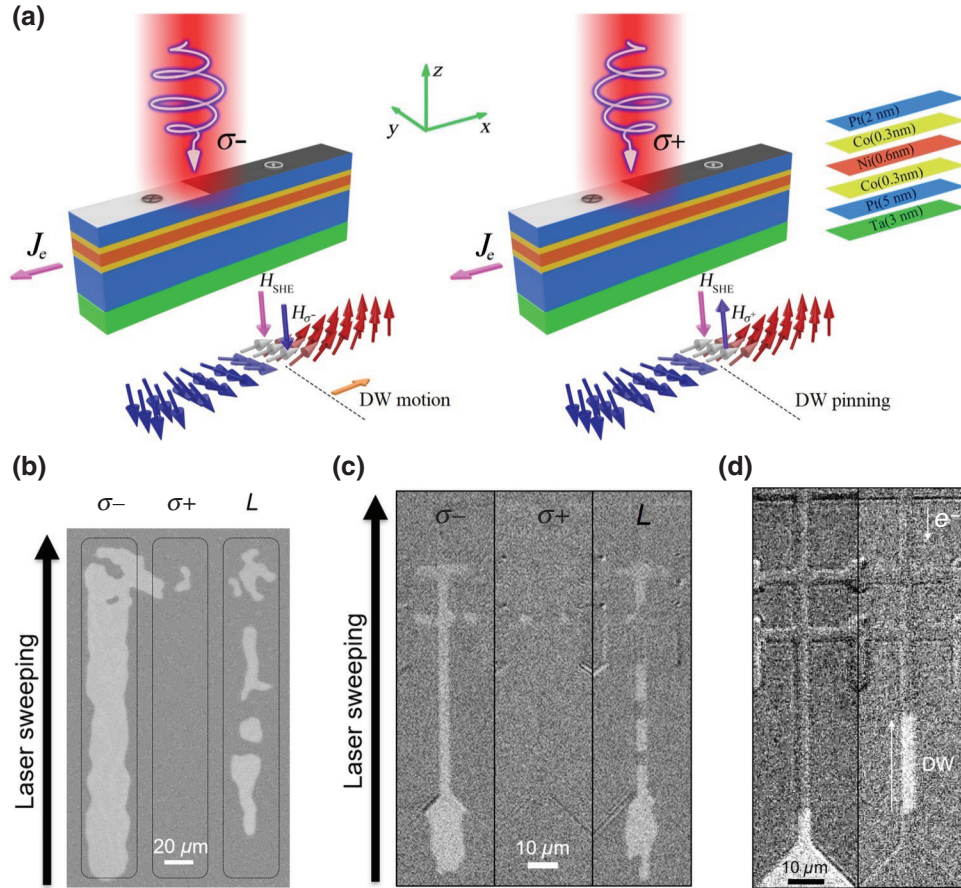 (a)
σ−
σ+
z
y
x
Pt(2 nm)
Co(0.3nm)
Ni(0.6nm)
Co(0.3nm)
Pt(5 nm)
Ta(3 nm)
Je
HSHE
Hσ-
DW motion
Je
HSHE
Hσ+
DW pinning
(b)
σ− σ+ L
Laser sweeping
20 µm
(c)
σ− σ+ L
Laser sweeping
10 µm
(d)
e−
DW
10 µm